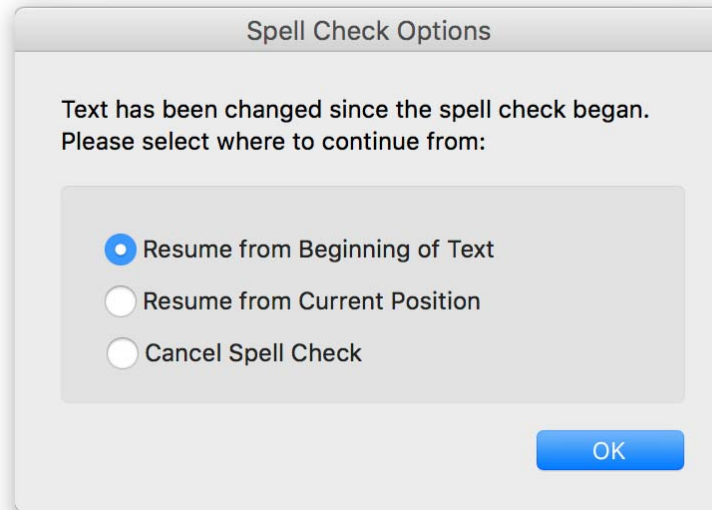 Spell Check Options
Text has been changed since the spell check began.
Please select where to continue from:
Resume from Beginning of Text
Resume from Current Position
Cancel Spell Check
OK